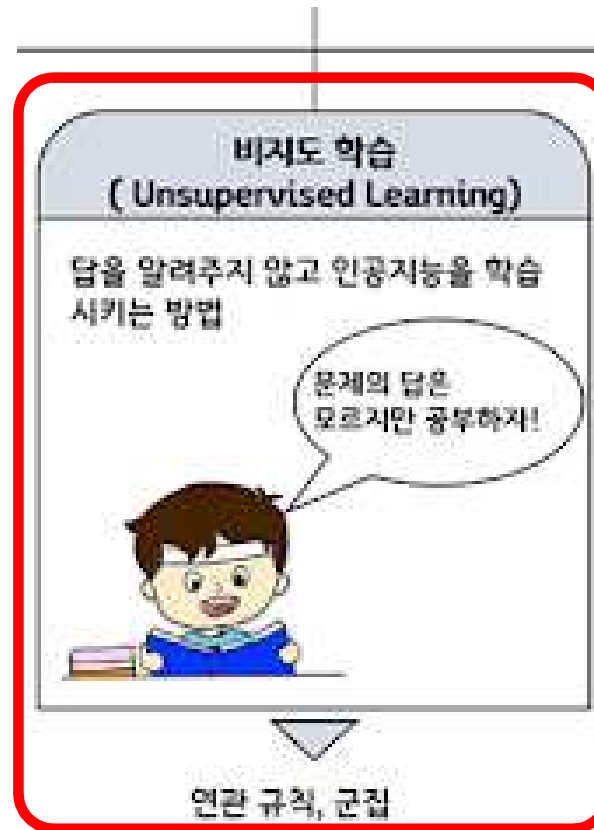 비지도 학습
( Unsupervised Learning)
답을 알려주지 않고 인공지능을 학습
시키는 방법
문제의 답은
모르지만 공부하자!
연관 규칙, 군집